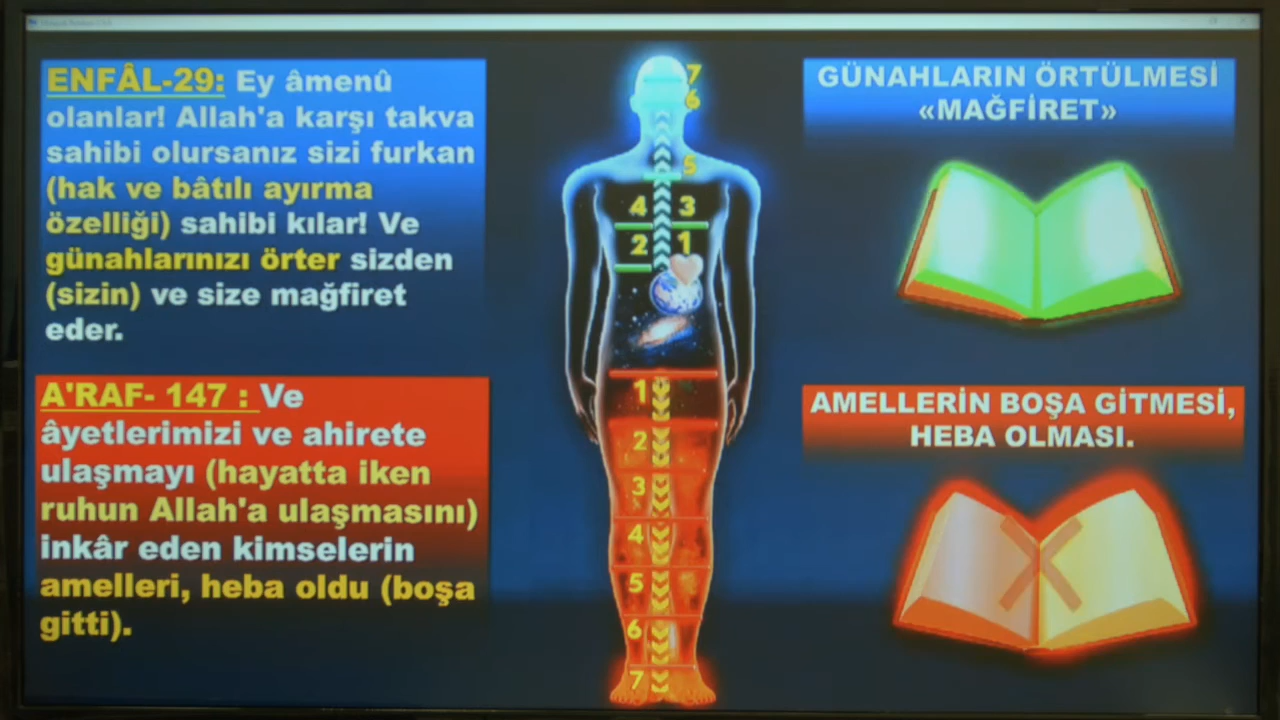 ENFÂL-29: Ey âmenû
olanlar! Allah'a karşı takva
sahibi olursanız sizi furkan
(hak ve bâtılı ayırma
özelliği) sahibi kılar! Ve
günahlarınızı örter sizden
(sizin) ve size mağfiret
eder.
A'RAF- 147 : Ve
âyetlerimizi ve ahirete
ulaşmayı (hayatta iken
ruhun Allah'a ulaşmasını)
inkâr eden kimselerin
amelleri, heba oldu (boşa
gitti).
7
6
5
4 3
2 1
1
2
3
4
5
6
7
GÜNAHLARIN ÖRTÜLMESİ
«MAĞFİRET»
AMELLERİN BOŞA GİTMESİ,
HEBA OLMASI.